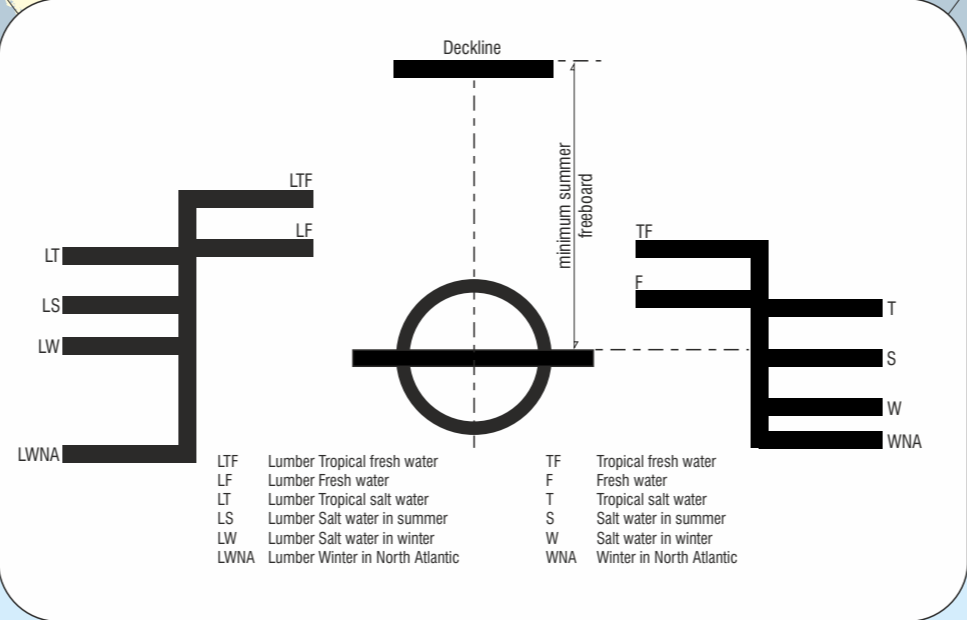 Deckline
minimum summer
freeboard
LTF
LF
LT
LS
LW
LWNA
TF
F
T
S
W
WNA
LTF Lumber Tropical fresh water
LF Lumber Fresh water
LT Lumber Tropical salt water
LS Lumber Salt water in summer
LW Lumber Salt water in winter
LWNA Lumber Winter in North Atlantic
TF Tropical fresh water
F Fresh water
T Tropical salt water
S Salt water in summer
W Salt water in winter
WNA Winter in North Atlantic